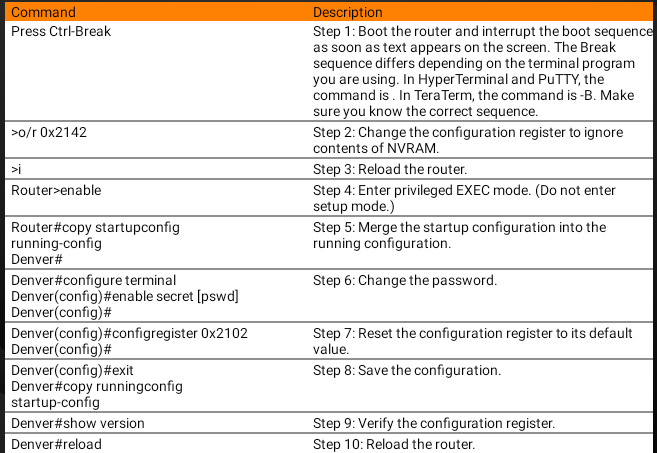 Command Description
Press Ctrl-Break Step 1: Boot the router and interrupt the boot sequence
as soon as text appears on the screen. The Break
sequence differs depending on the terminal program
you are using. In HyperTerminal and PuTTY, the
command is . In TeraTerm, the command is -B. Make
sure you know the correct sequence.
>o/r 0x2142 Step 2: Change the configuration register to ignore
contents of NVRAM.
>i Step 3: Reload the router.
Router>enable Step 4: Enter privileged EXEC mode. (Do not enter
setup mode.)
Router#copy startupconfig Step 5: Merge the startup configuration into the
running-config running configuration.
Denver#
Denver#configure terminal Step 6: Change the password.
Denver(config)#enable secret [pswd]
Denver(config)#
Denver(config)#configregister 0x2102 Step 7: Reset the configuration register to its default
Denver(config)# value.
Denver(config)#exit Step 8: Save the configuration.
Denver#copy runningconfig
startup-config
Denver#show version Step 9: Verify the configuration register.
Denver#reload Step 10: Reload the router.